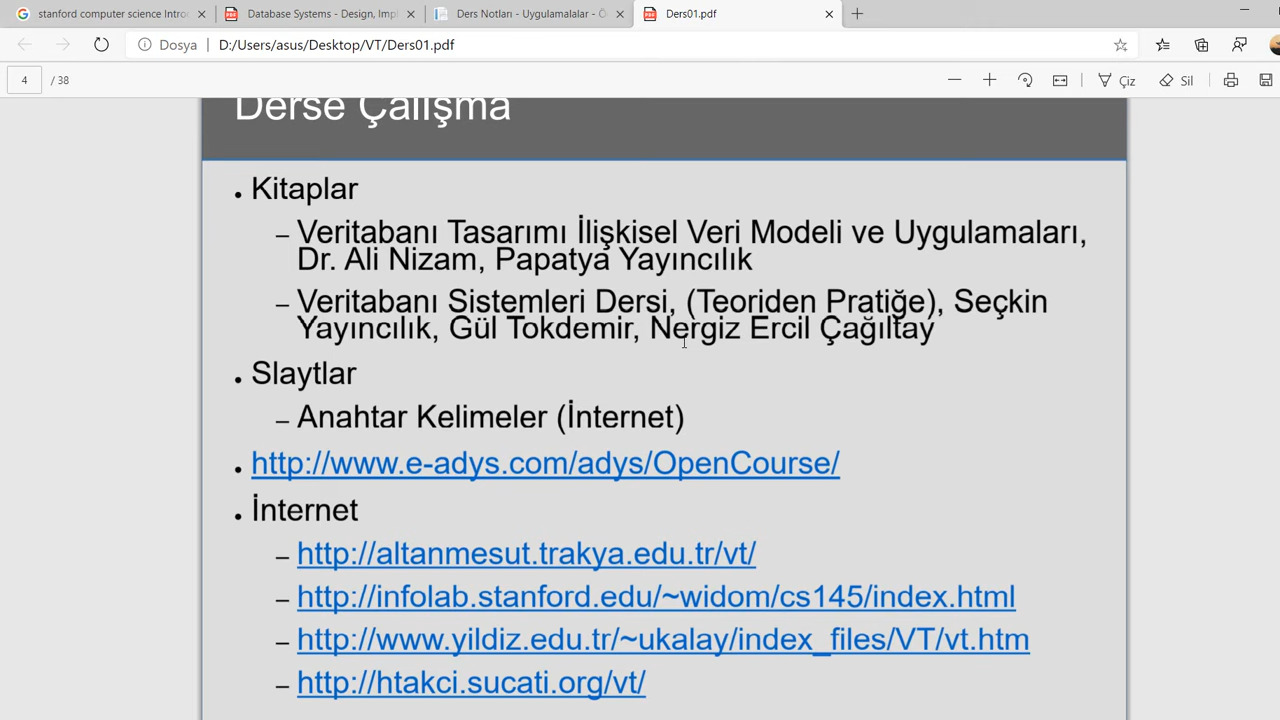 stanford computer science Intro
Database Systems - Design, Impl
Ders Notları - Uygulamalalar - Ö
Ders01.pdf
Dosya
D:/Users/asus/Desktop/VT/Ders01.pdf
4 / 38
Çiz
Sil
Derse Çalışma
• Kitaplar
– Veritabanı Tasarımı İlişkisel Veri Modeli ve Uygulamaları,
Dr. Ali Nizam, Papatya Yayıncılık
– Veritabanı Sistemleri Dersi, (Teoriden Pratiğe), Seçkin
Yayıncılık, Gül Tokdemir, Nergiz Ercil Çağıltay
• Slaytlar
– Anahtar Kelimeler (İnternet)
• http://www.e-adys.com/adys/OpenCourse/
• İnternet
– http://altanmesut.trakya.edu.tr/vt/
– http://infolab.stanford.edu/~widom/cs145/index.html
– http://www.yildiz.edu.tr/~ukalay/index_files/VT/vt.htm
– http://htakci.sucati.org/vt/